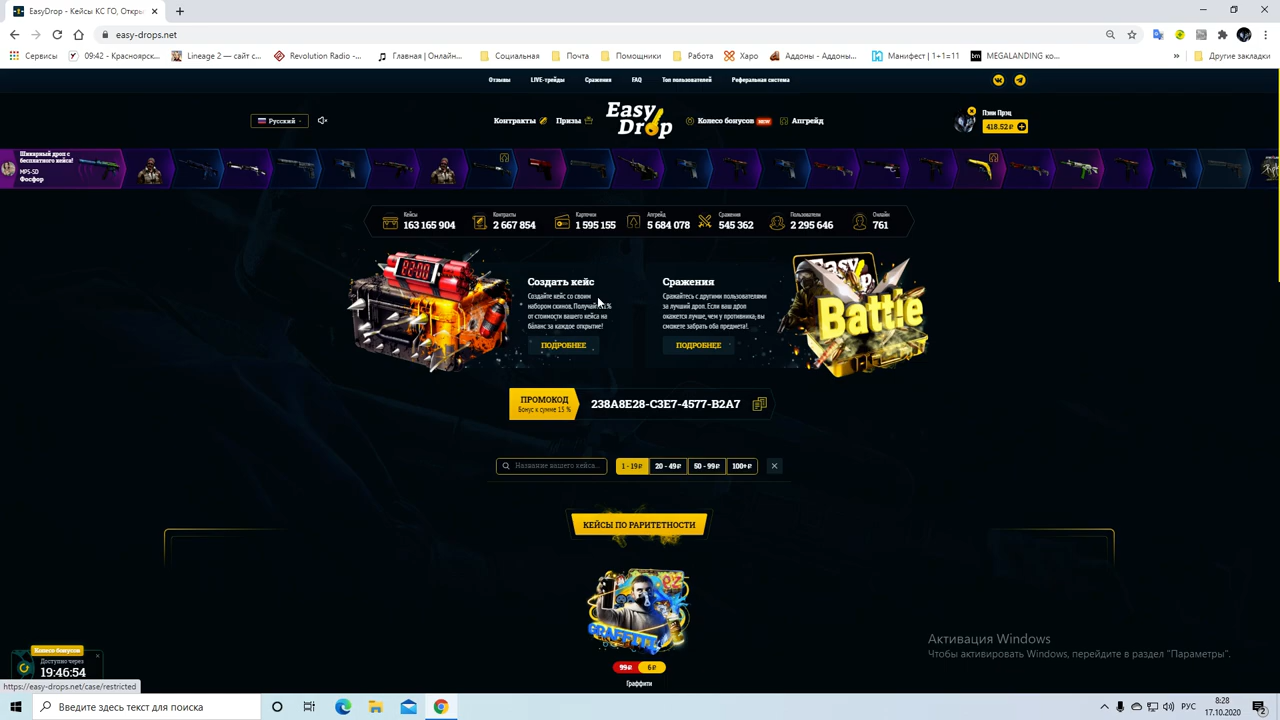 EasyDrop - Кейсы КС ГО, Откры
easy-drops.net
Сервисы
09:42 - Красноярск...
Lineage 2 — сайт с...
Revolution Radio -...
Главная | Онлайн...
Социальная
Почта
Помощники
Работа
Харо
Аддоны - Аддоны...
Манифест | 1+1=11
MEGALANDING ко...
»
Другие закладки
Отзывы
LIVE-трейды
Сражения
FAQ
Топ пользователей
Реферальная система
Русский
Контракты
Призы
Easy
Drop
Колесо бонусов NEW
Апгрейд
Пэни Прэц
418.52 ₽
Шикарный дроп с
бесплатного кейса!
MP5-SD
Фосфор
Кейсы
163 165 904
Контракты
2 667 854
Карточки
1 595 155
Апгрейд
5 684 078
Сражения
545 362
Пользователи
2 295 646
Онлайн
761
Создать кейс
Создайте кейс со своим
набором скинов. Получай
от стоимости вашего кейса на
баланс за каждое открытие!
ПОДРОБНЕЕ
Сражения
Сражайтесь с другими пользователями
за лучший дроп. Если ваш дроп
окажется лучше, чем у противника, вы
сможете забрать оба предмета!
ПОДРОБНЕЕ
Easy
Battle
ПРОМОКОД
Бонус к сумме 15 %
238A8E28-C3E7-4577-B2A7
Название вашего кейса...
1 - 19₽
20 - 49₽
50 - 99₽
100+₽
КЕЙСЫ ПО РАРИТЕТНОСТИ
EZ
GRAFFITI
99₽
6₽
Граффити
Колесо бонусов
Доступно через
19:46:54
Активация Windows
Чтобы активировать Windows, перейдите в раздел "Параметры".
https://easy-drops.net/case/restricted
Введите здесь текст для поиска
РУС
8:28
17.10.2020
2